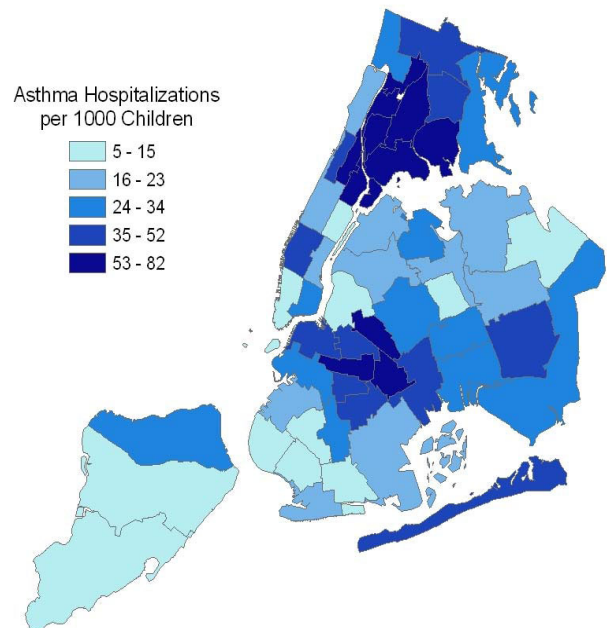 Asthma Hospitalizations
per 1000 Children
5 - 15
16 - 23
24 - 34
35 - 52
53 - 82